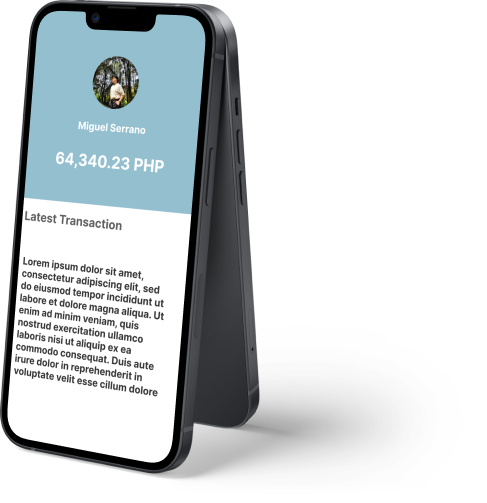 Miguel Serrano
64,340.23 PHP
Latest Transaction
Lorem ipsum dolor sit amet,
consectetur adipiscing elit, sed
do eiusmod tempor incididunt ut
labore et dolore magna aliqua. Ut
enim ad minim veniam, quis
nostrud exercitation ullamco
laboris nisi ut aliquip ex ea
commodo consequat. Duis aute
irure dolor in reprehenderit in
voluptate velit esse cillum dolore